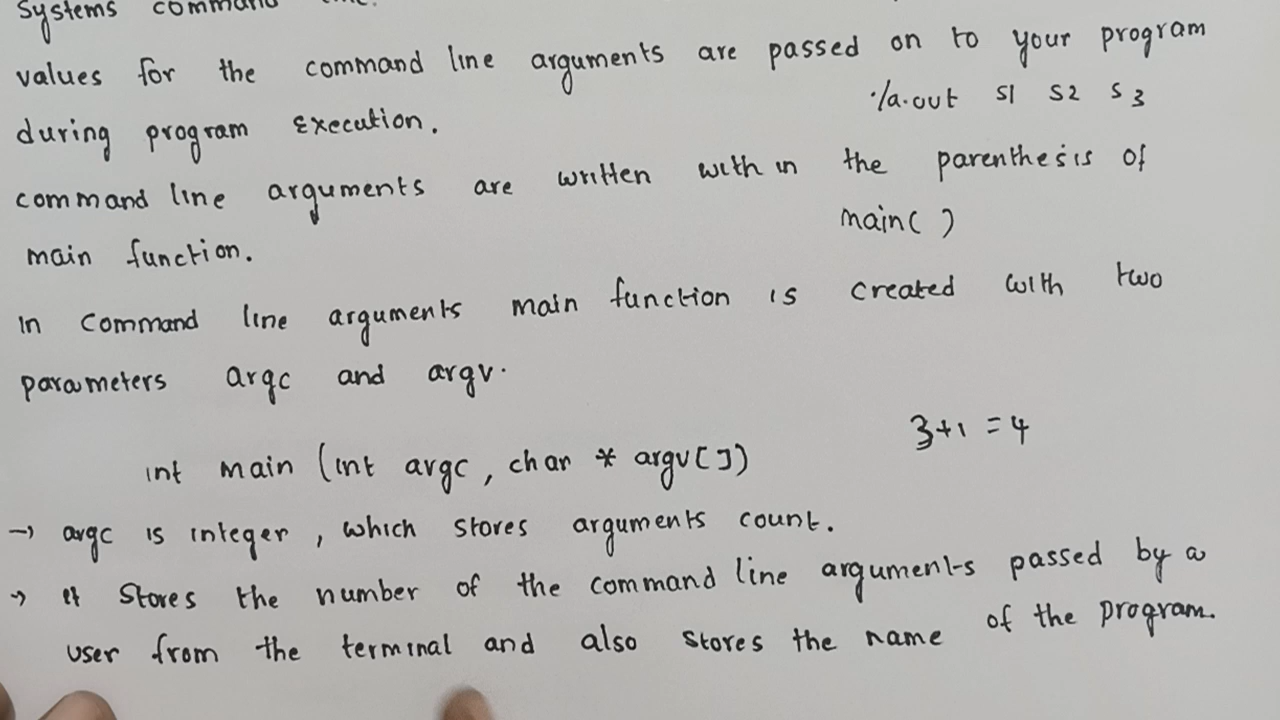 systems command line.
values for the command line arguments are passed on to your program
during program execution. ./a.out s1 s2 s3
command line arguments are written with in the parenthesis of
main function. main( )
In command line arguments main function is created with two
parameters argc and argv.
3+1 = 4
int main (int argc, char * argv[])
→ argc is integer, which stores arguments count.
→ it stores the number of the command line arguments passed by a
user from the terminal and also stores the name of the program.